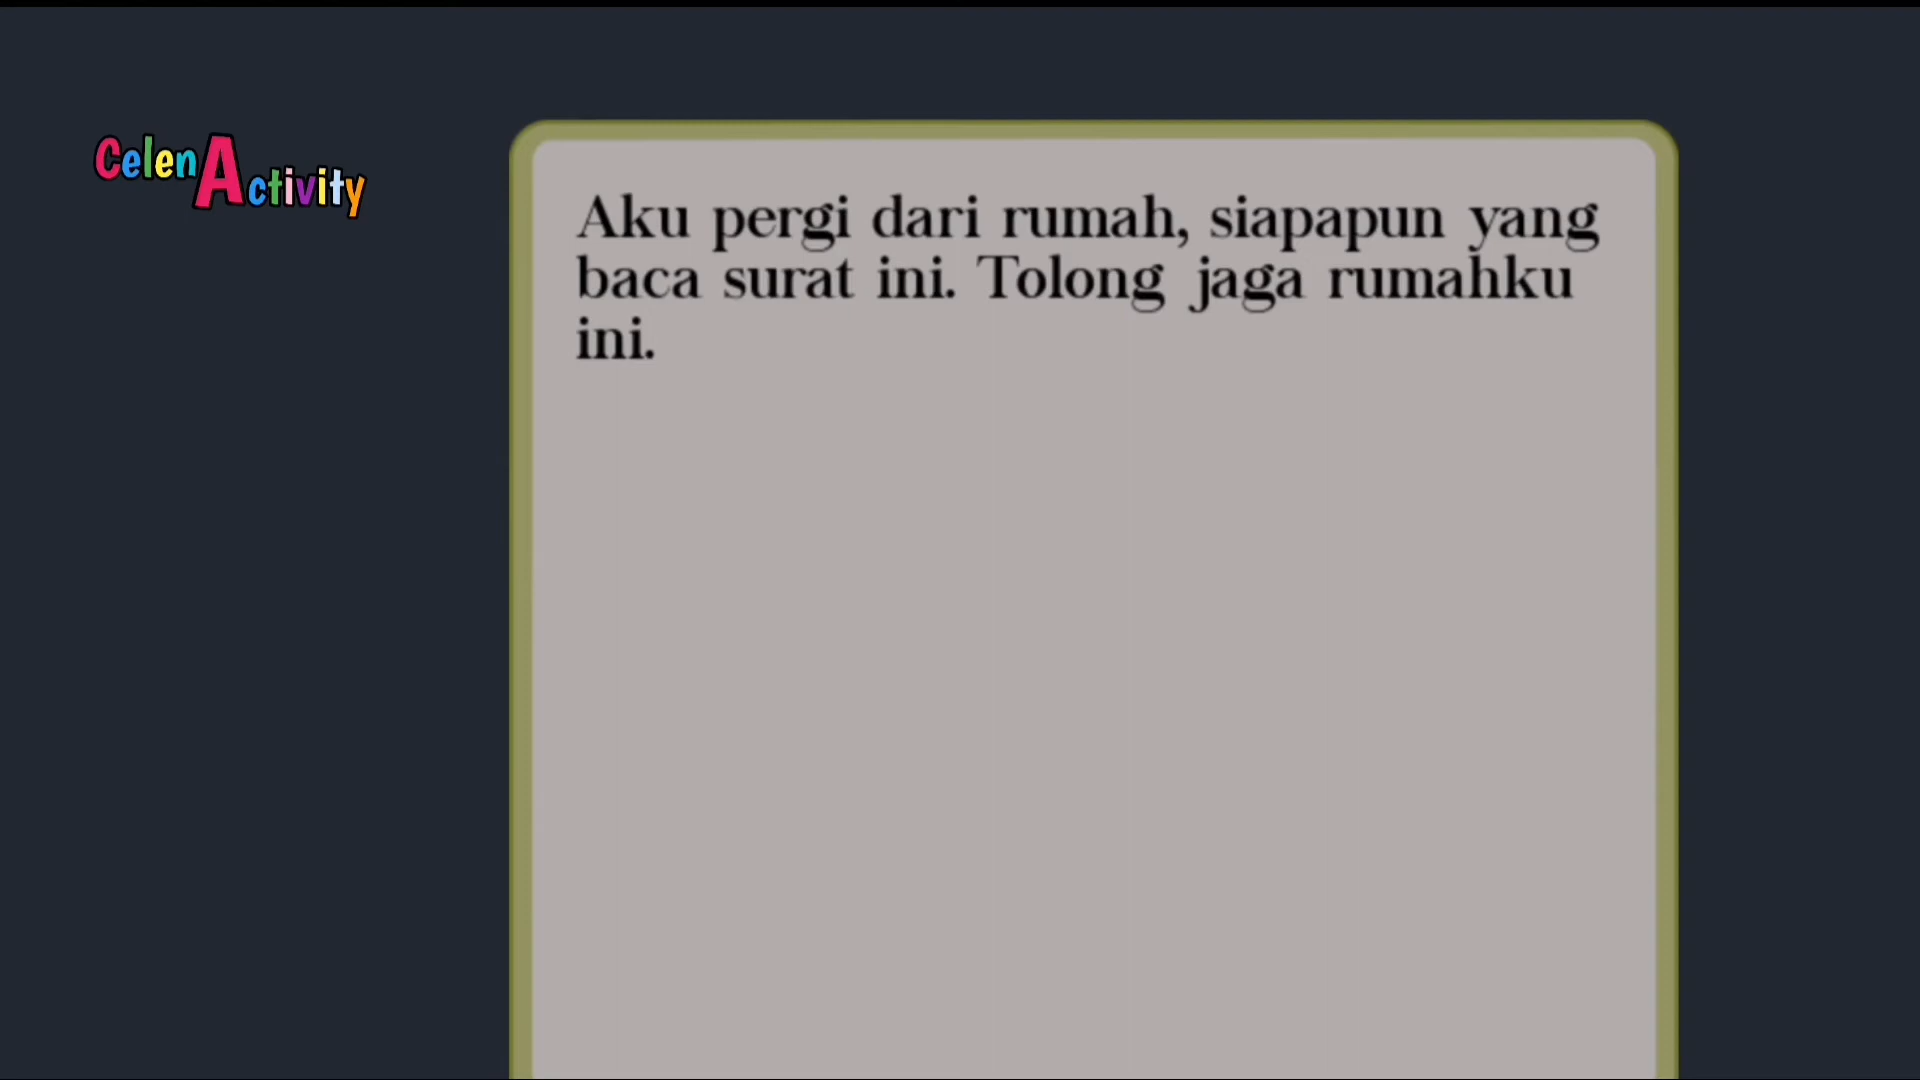 CelenActivity
Aku pergi dari rumah, siapapun yang
baca surat ini. Tolong jaga rumahku
ini.